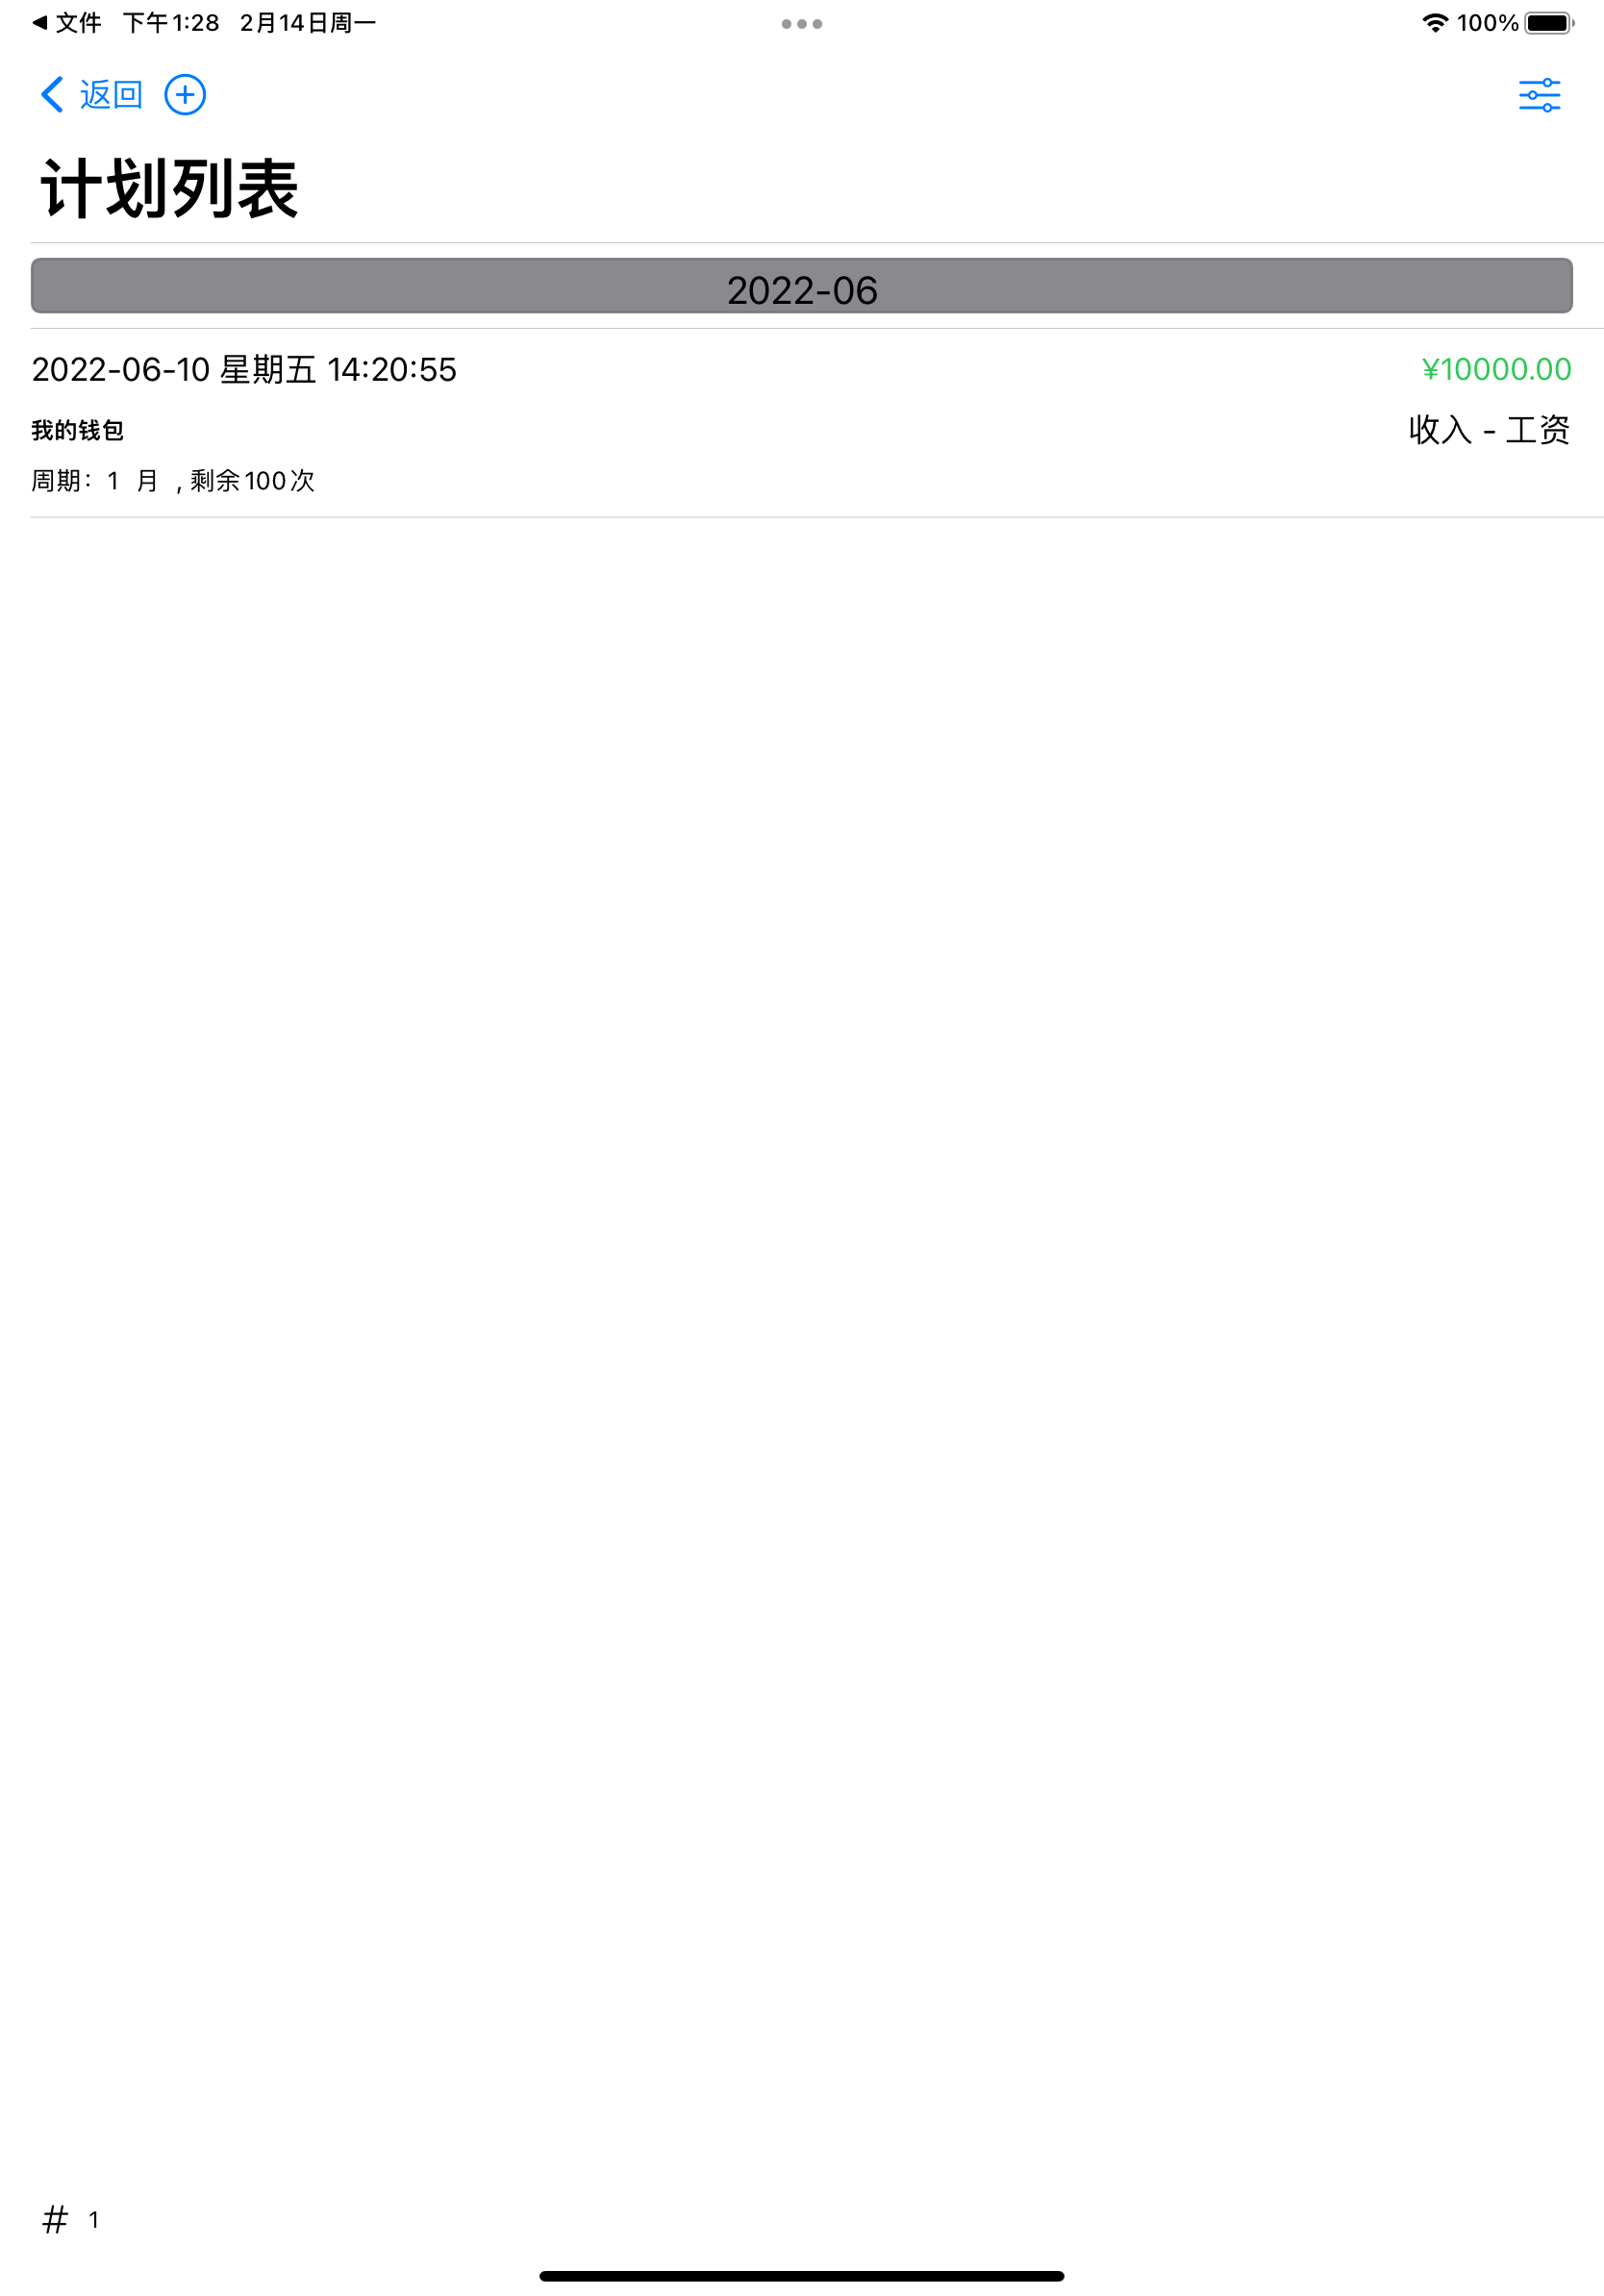 文件 下午1:28 2月14日周一 100%
返回
计划列表
2022-06
2022-06-10 星期五 14:20:55 ¥10000.00
我的钱包 收入 - 工资
周期：1 月 , 剩余100次
# 1